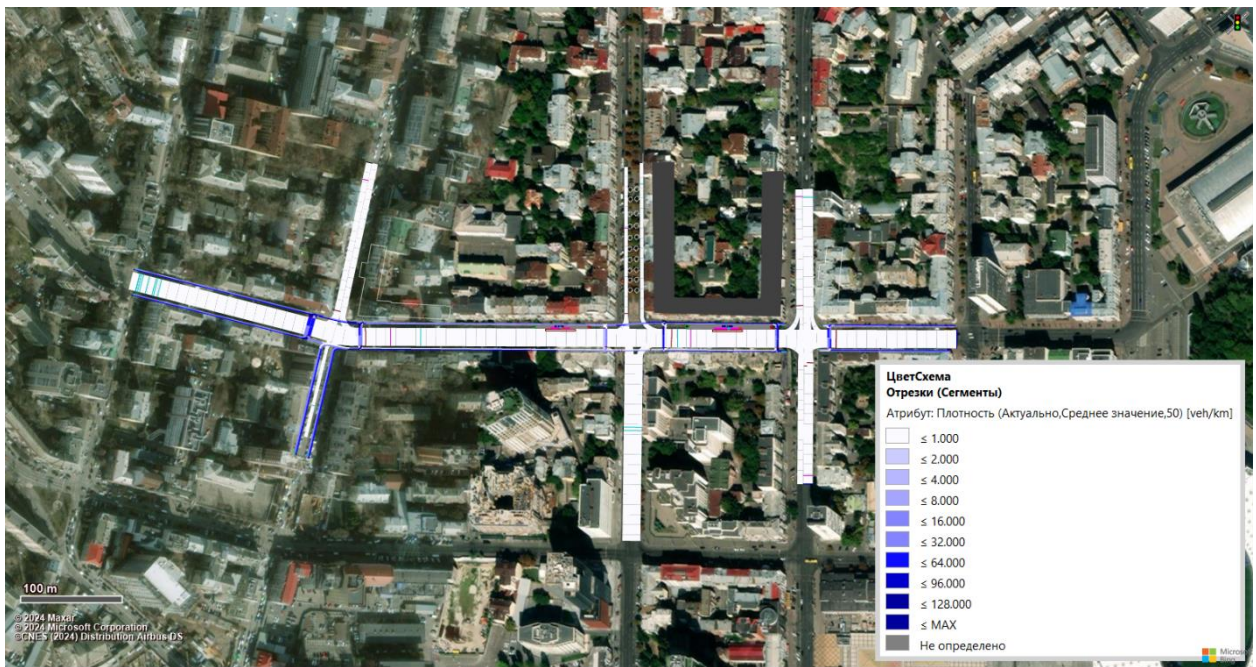 ЦветСхема
Отрезки (Сегменты)
Атрибут: Плотность (Актуально,Среднее значение,50) [veh/km]
≤ 1.000
≤ 2.000
≤ 4.000
≤ 8.000
≤ 16.000
≤ 32.000
≤ 64.000
≤ 96.000
≤ 128.000
≤ MAX
Не определено
100 m
© 2024 Maxar
© 2024 Microsoft Corporation
©CNES (2024) Distribution Airbus DS